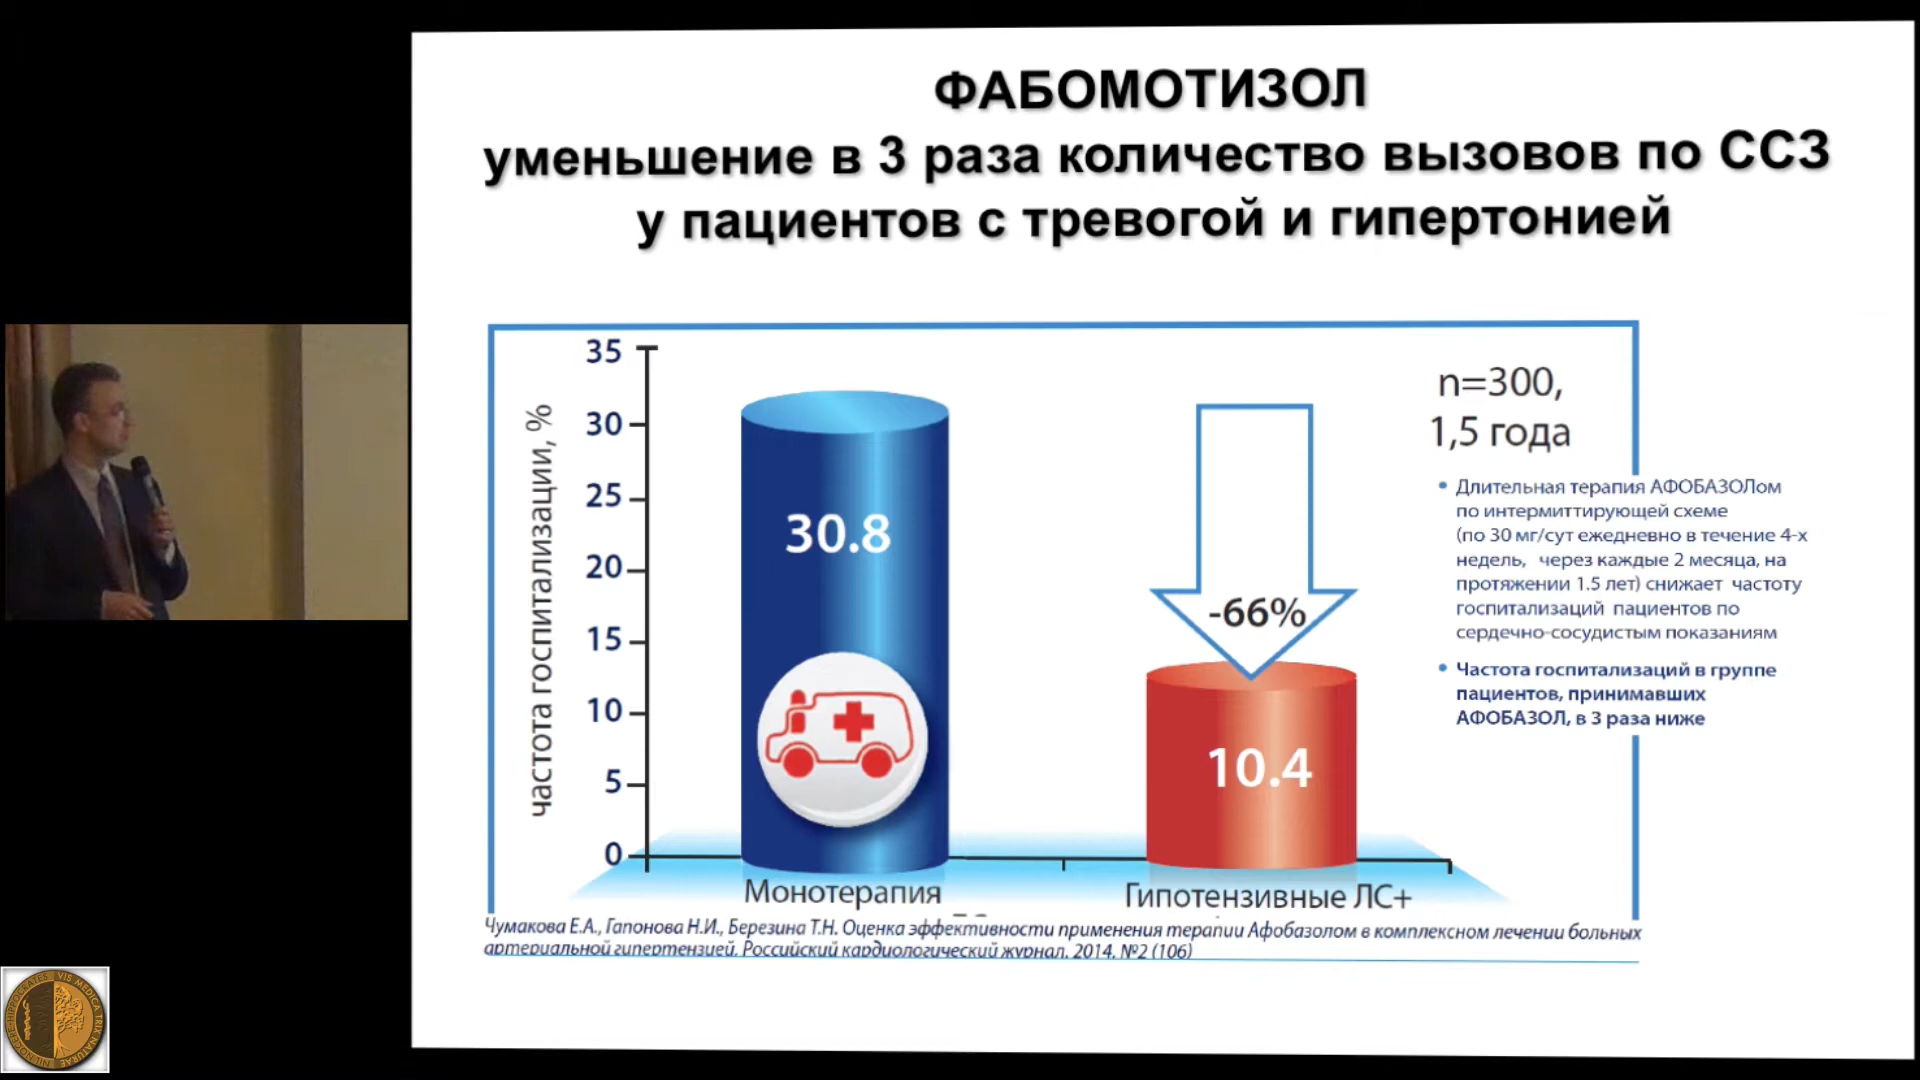 ФАБОМОТИЗОЛ
уменьшение в 3 раза количество вызовов по ССЗ
у пациентов с тревогой и гипертонией
частота госпитализации, %
35
30
25
20
15
10
5
0
30.8
-66%
10.4
Монотерапия
Гипотензивные ЛС+
n=300,
1,5 года
• Длительная терапия АФОБАЗОЛом
по интермиттирующей схеме
(по 30 мг/сут ежедневно в течение 4-х
недель, через каждые 2 месяца, на
протяжении 1.5 лет) снижает частоту
госпитализаций пациентов по
сердечно-сосудистым показаниям
• Частота госпитализаций в группе
пациентов, принимавших
АФОБАЗОЛ, в 3 раза ниже
Чумакова Е.А., Гапонова Н.И., Березина Т.Н. Оценка эффективности применения терапии Афобазолом в комплексном лечении больных
артериальной гипертензией. Российский кардиологический журнал. 2014. №2 (106)
VIS MEDICATRIX NATURAE